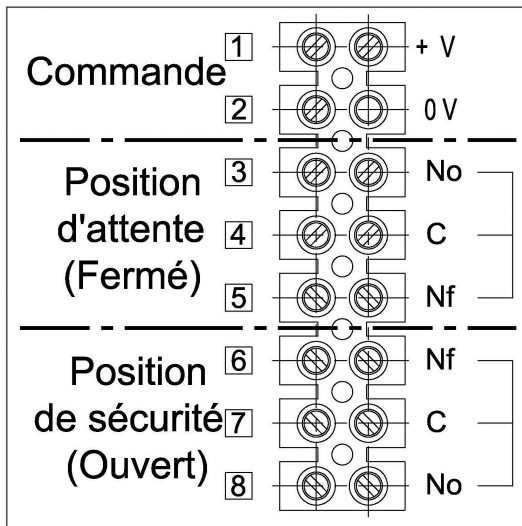 Commande
1 + V
2 0 V
Position
d'attente
(Fermé)
3 No
4 C
5 Nf
Position
de sécurité
(Ouvert)
6 Nf
7 C
8 No